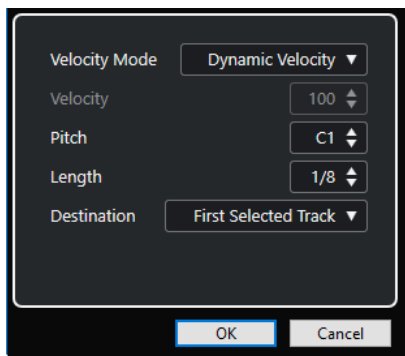 Velocity Mode Dynamic Velocity
Velocity 100
Pitch C1
Length 1/8
Destination First Selected Track
OK Cancel